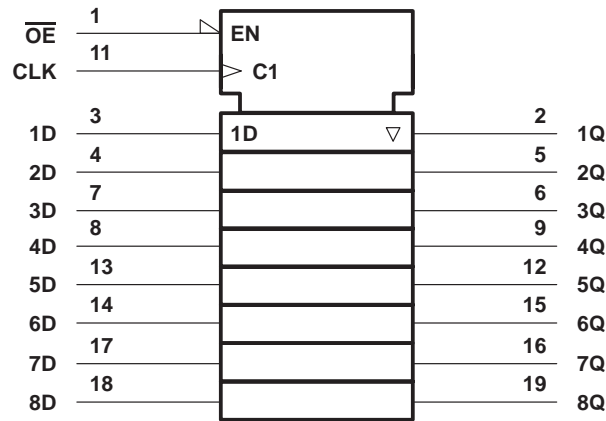 1
OE EN
11
CLK C1
3 2
1D 1D 1Q
4 5
2D 2Q
7 6
3D 3Q
8 9
4D 4Q
13 12
5D 5Q
14 15
6D 6Q
17 16
7D 7Q
18 19
8D 8Q